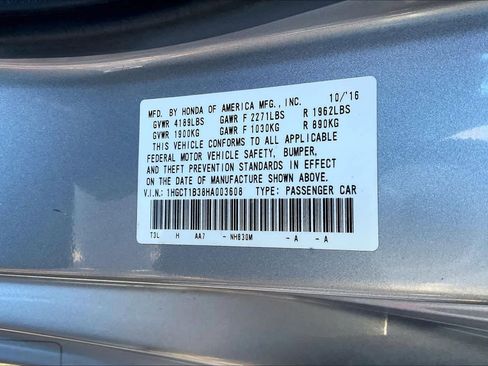 MFD. BY HONDA OF AMERICA MFG., INC. 10/'16
GVWR 4189LBS GAWR F 2271LBS R 1962LBS
GVWR 1900KG GAWR F 1030KG R 890KG
THIS VEHICLE CONFORMS TO ALL APPLICABLE
FEDERAL MOTOR VEHICLE SAFETY, BUMPER,
AND THEFT PREVENTION STANDARDS IN EFFECT
ON THE DATE OF MANUFACTURE SHOWN ABOVE.
V.I.N.: 1HGCT1B38HA003608 TYPE: PASSENGER CAR
T3L H AA7 - NH830M - A - A